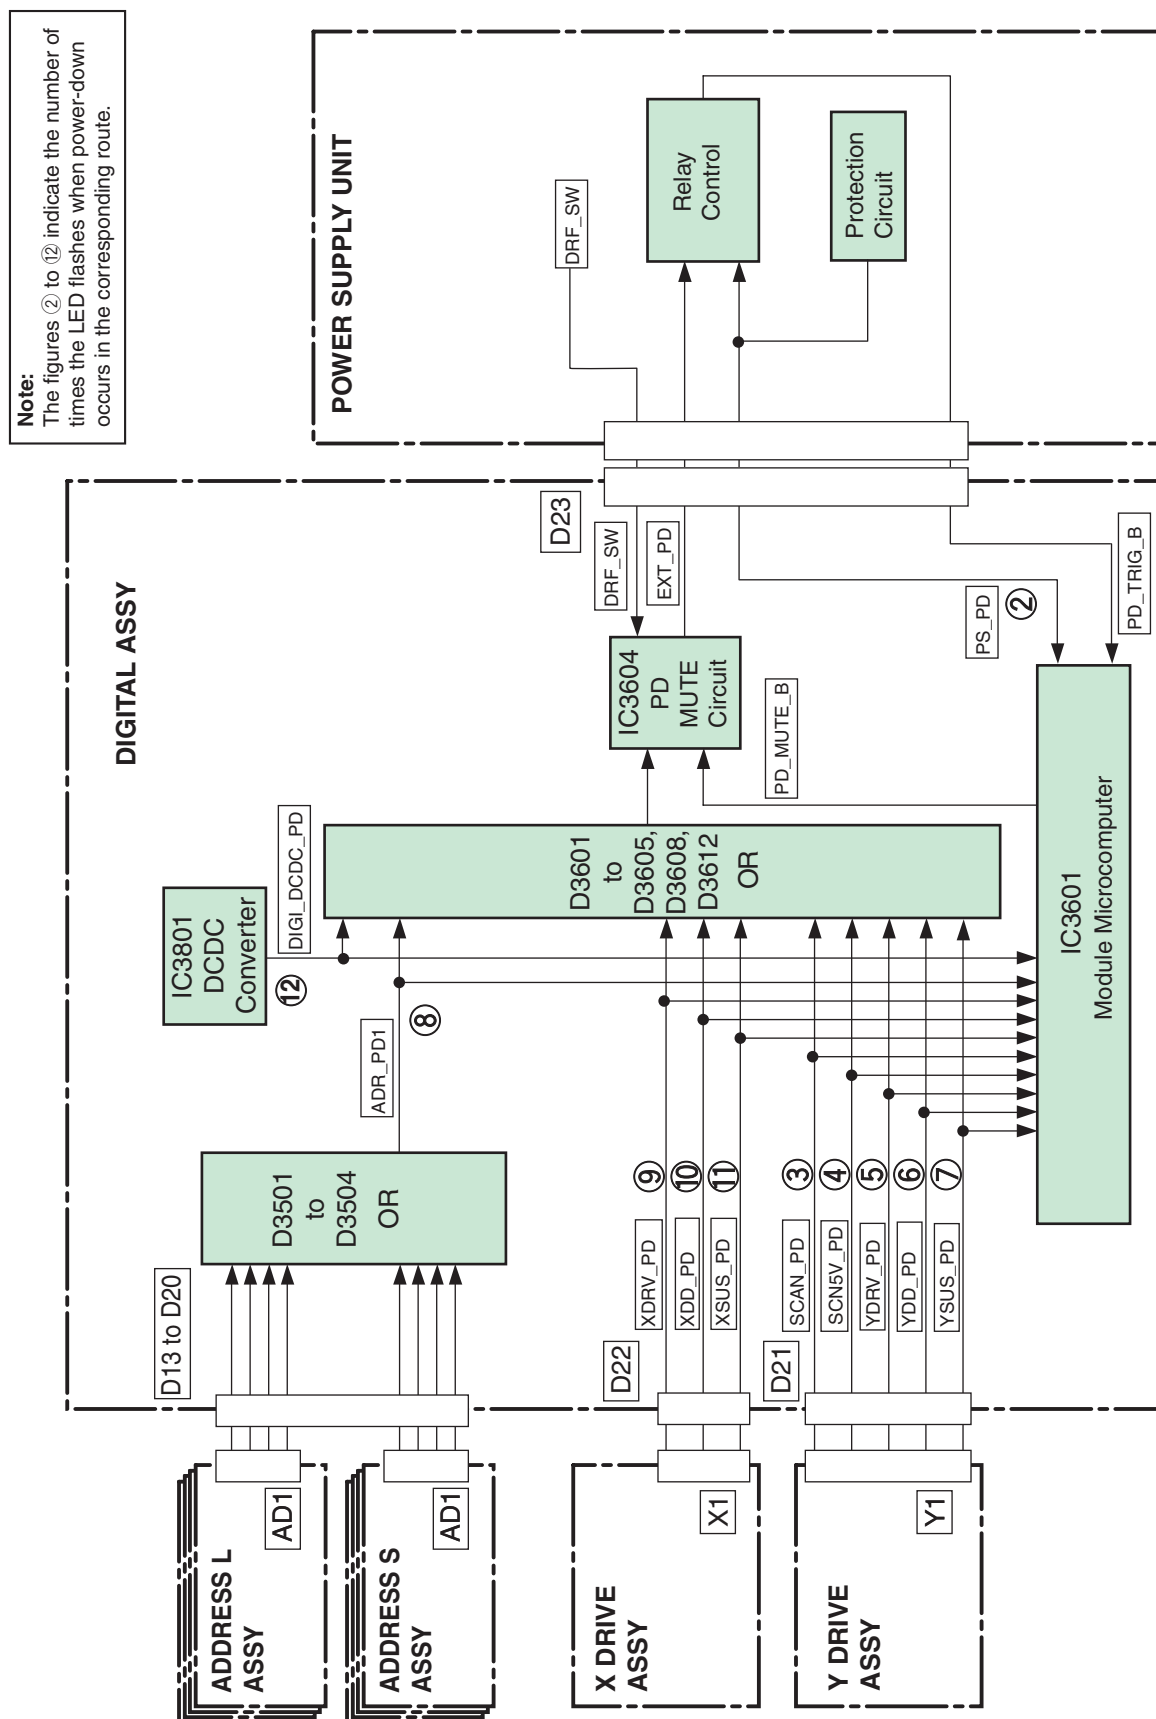 Note:
The figures ② to ⑫ indicate the number of
times the LED flashes when power-down
occurs in the corresponding route.
ADDRESS L
ASSY
AD1
ADDRESS S
ASSY
AD1
X DRIVE
ASSY
X1
Y DRIVE
ASSY
Y1
DIGITAL ASSY
D13 to D20
D3501
to
D3504
OR
ADR_PD1
⑧
IC3801
DCDC
Converter
⑫
DIGI_DCDC_PD
D22
XDRV_PD
⑨
XDD_PD
⑩
XSUS_PD
⑪
D21
SCAN_PD
③
SCN5V_PD
④
YDRV_PD
⑤
YDD_PD
⑥
YSUS_PD
⑦
D3601
to
D3605,
D3608,
D3612
OR
IC3604
PD
MUTE
Circuit
PD_MUTE_B
IC3601
Module Microcomputer
D23
DRF_SW
EXT_PD
PS_PD
②
PD_TRIG_B
POWER SUPPLY UNIT
DRF_SW
Relay
Control
Protection
Circuit